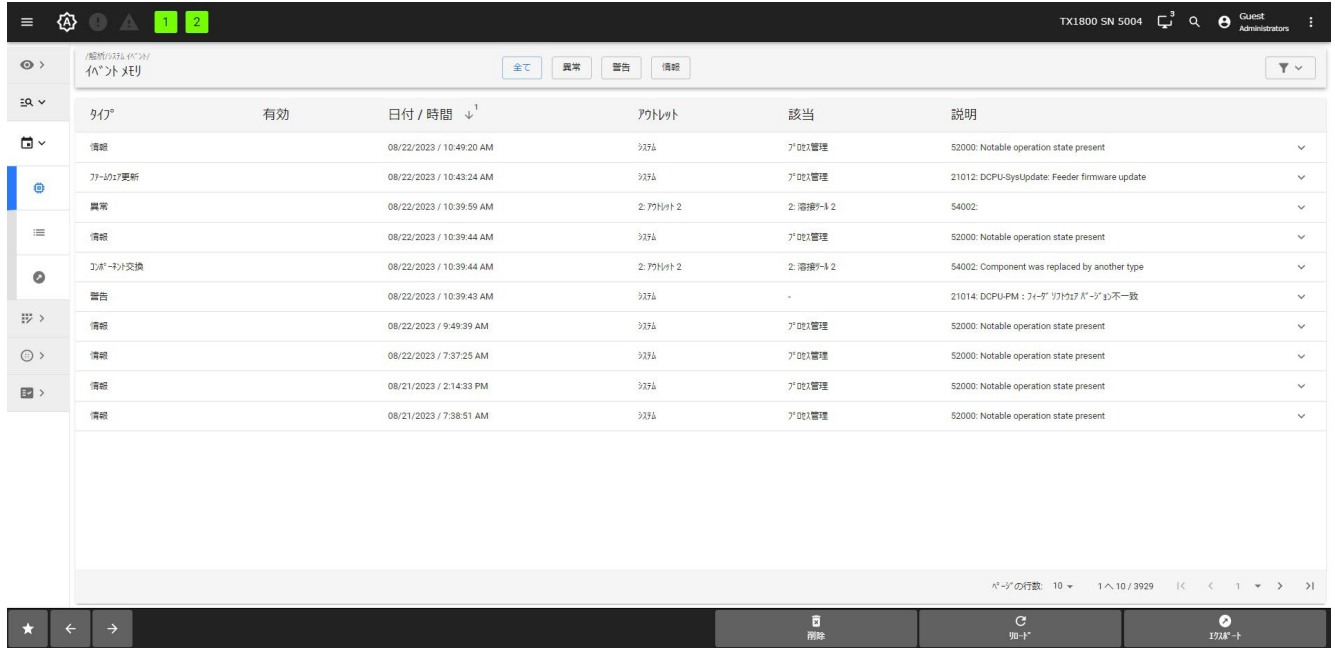 1 2 TX1800 SN 5004 3 Guest
Administrators
/解析/ｼｽﾃﾑ ｲﾍﾞﾝﾄ/
ｲﾍﾞﾝﾄ ﾒﾓﾘ 全て 異常 警告 情報
ﾀｲﾌﾟ 有効 日付 / 時間 ↓1 ｱｳﾄﾚｯﾄ 該当 説明
情報 08/22/2023 / 10:49:20 AM ｼｽﾃﾑ ﾌﾟﾛｾｽ管理 52000: Notable operation state present
ﾌｧｰﾑｳｪｱ更新 08/22/2023 / 10:43:24 AM ｼｽﾃﾑ ﾌﾟﾛｾｽ管理 21012: DCPU-SysUpdate: Feeder firmware update
異常 08/22/2023 / 10:39:59 AM 2: ｱｳﾄﾚｯﾄ 2 2: 溶接ﾂｰﾙ 2 54002:
情報 08/22/2023 / 10:39:44 AM ｼｽﾃﾑ ﾌﾟﾛｾｽ管理 52000: Notable operation state present
ｺﾝﾎﾟｰﾈﾝﾄ交換 08/22/2023 / 10:39:44 AM 2: ｱｳﾄﾚｯﾄ 2 2: 溶接ﾂｰﾙ 2 54002: Component was replaced by another type
警告 08/22/2023 / 10:39:43 AM ｼｽﾃﾑ - 21014: DCPU-PM：ﾌｨｰﾀﾞ ｿﾌﾄｳｪｱ ﾊﾞｰｼﾞｮﾝ不一致
情報 08/22/2023 / 9:49:39 AM ｼｽﾃﾑ ﾌﾟﾛｾｽ管理 52000: Notable operation state present
情報 08/22/2023 / 7:37:25 AM ｼｽﾃﾑ ﾌﾟﾛｾｽ管理 52000: Notable operation state present
情報 08/21/2023 / 2:14:33 PM ｼｽﾃﾑ ﾌﾟﾛｾｽ管理 52000: Notable operation state present
情報 08/21/2023 / 7:38:51 AM ｼｽﾃﾑ ﾌﾟﾛｾｽ管理 52000: Notable operation state present
ﾍﾟｰｼﾞの行数: 10 1へ10 / 3929 1
削除 ﾘﾛｰﾄﾞ ｴｸｽﾎﾟｰﾄ